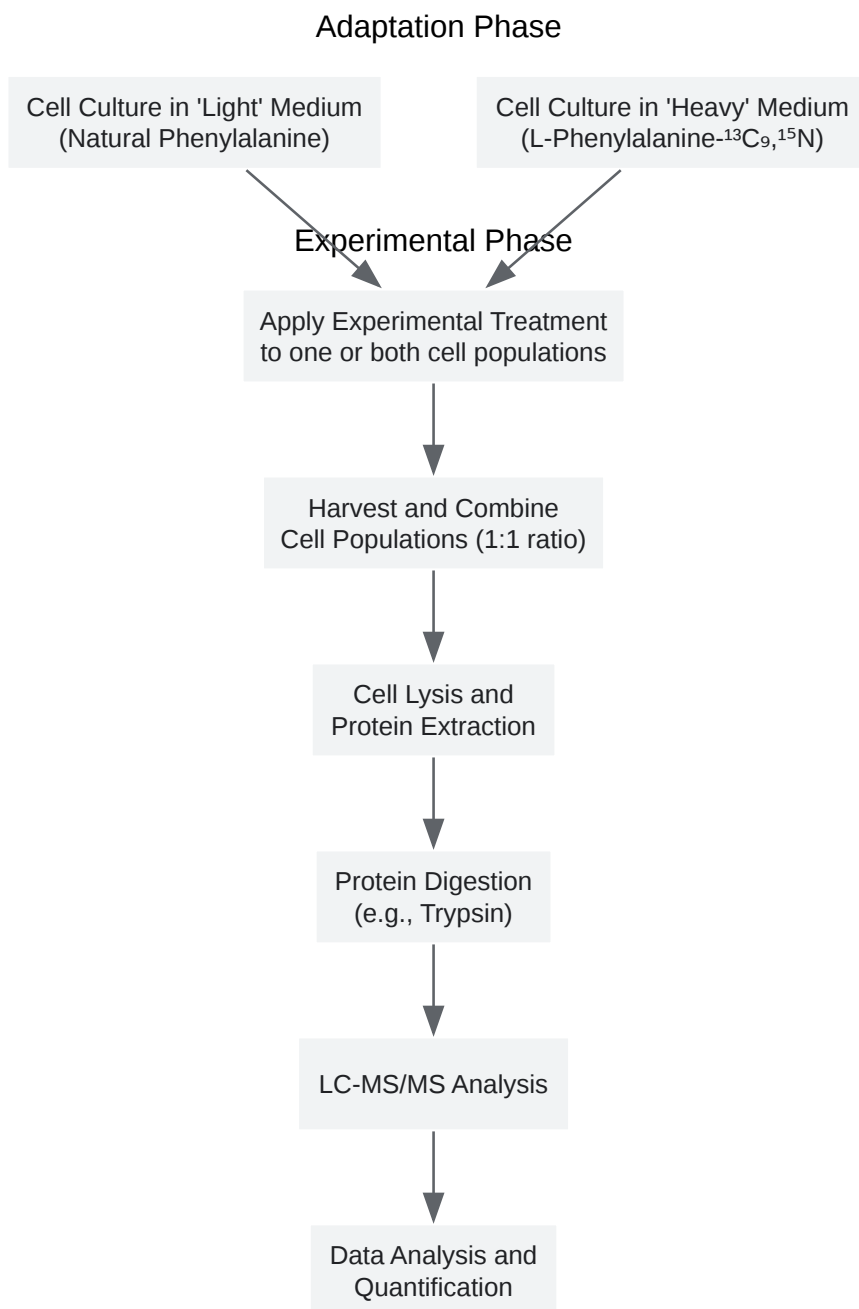 Adaptation Phase
Cell Culture in 'Light' Medium
(Natural Phenylalanine)
Cell Culture in 'Heavy' Medium
(L-Phenylalanine-¹³C₉,¹⁵N)
Experimental Phase
Apply Experimental Treatment
to one or both cell populations
Harvest and Combine
Cell Populations (1:1 ratio)
Cell Lysis and
Protein Extraction
Protein Digestion
(e.g., Trypsin)
LC-MS/MS Analysis
Data Analysis and
Quantification